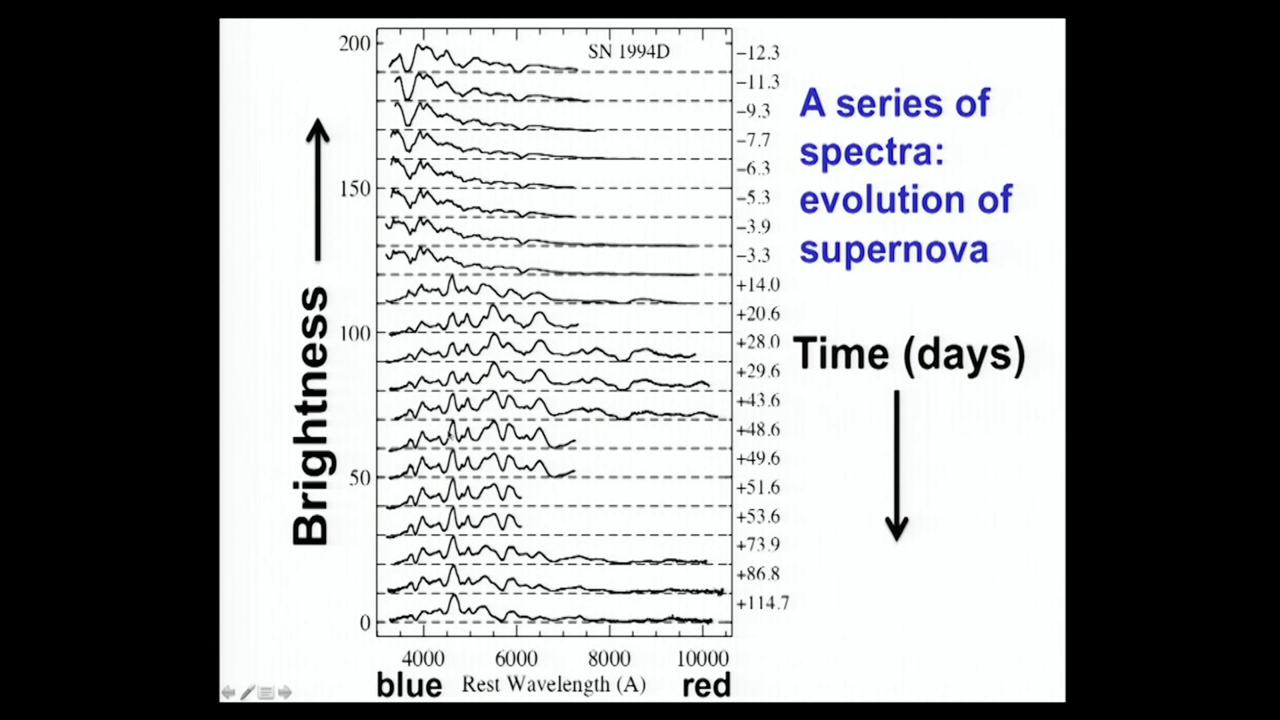 200
150
100
50
0
SN 1994D
−12.3
−11.3
−9.3
−7.7
−6.3
−5.3
−3.9
−3.3
+14.0
+20.6
+28.0
+29.6
+43.6
+48.6
+49.6
+51.6
+53.6
+73.9
+86.8
+114.7
Brightness
4000 6000 8000 10000
blue Rest Wavelength (A) red
A series of
spectra:
evolution of
supernova
Time (days)